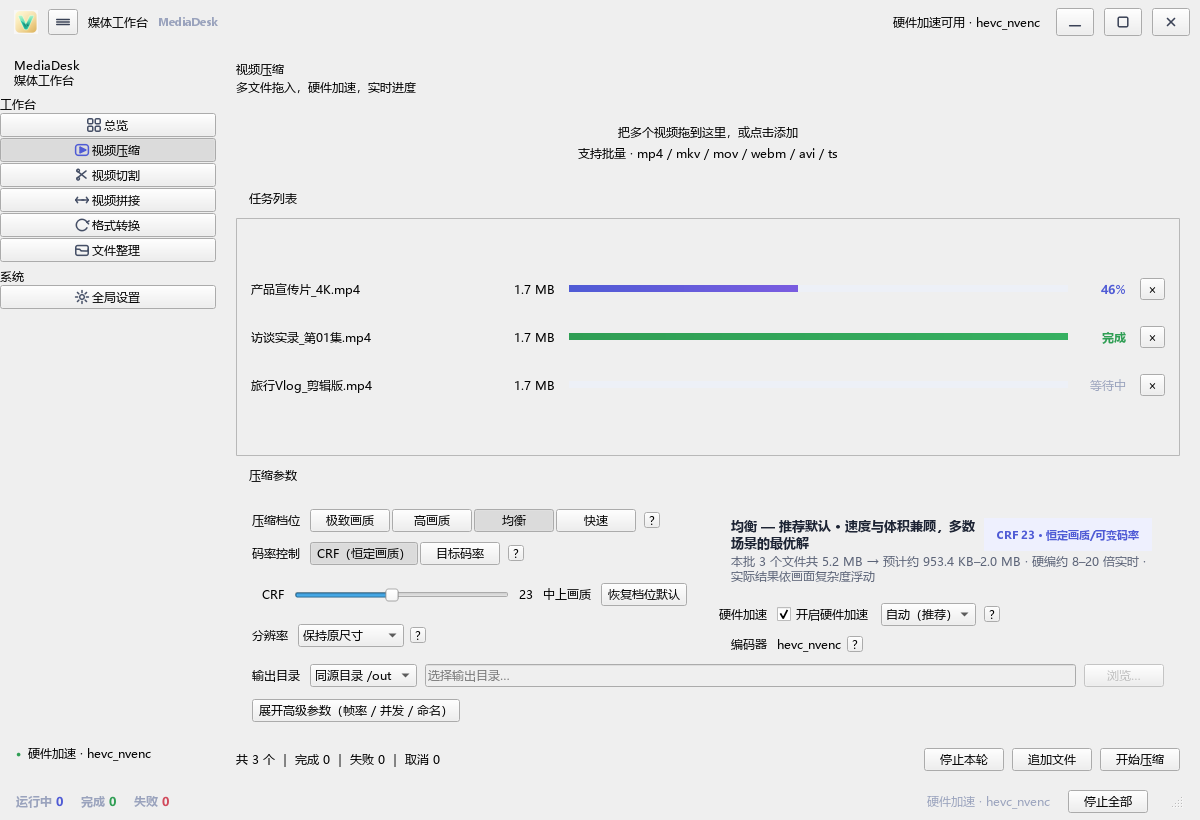 媒体工作台 MediaDesk 硬件加速可用 · hevc_nvenc
MediaDesk
媒体工作台
工作台
总览
视频压缩
视频切割
视频拼接
格式转换
文件整理
系统
全局设置
视频压缩
多文件拖入，硬件加速，实时进度
把多个视频拖到这里，或点击添加
支持批量 · mp4 / mkv / mov / webm / avi / ts
任务列表
产品宣传片_4K.mp4 1.7 MB 46% ×
访谈实录_第01集.mp4 1.7 MB 完成 ×
旅行Vlog_剪辑版.mp4 1.7 MB 等待中 ×
压缩参数
压缩档位 极致画质 高画质 均衡 快速 ?
码率控制 CRF（恒定画质） 目标码率 ?
CRF 23 中上画质 恢复档位默认
分辨率 保持原尺寸 ?
均衡 — 推荐默认 • 速度与体积兼顾，多数
场景的最优解
CRF 23 • 恒定画质/可变码率
本批 3 个文件共 5.2 MB → 预计约 953.4 KB–2.0 MB · 硬编约 8–20 倍实时 ·
实际结果依画面复杂度浮动
硬件加速 开启硬件加速 自动（推荐） ?
编码器 hevc_nvenc ?
输出目录 同源目录 /out 选择输出目录... 浏览...
展开高级参数（帧率 / 并发 / 命名）
• 硬件加速 · hevc_nvenc
共 3 个 | 完成 0 | 失败 0 | 取消 0 停止本轮 追加文件 开始压缩
运行中 0 完成 0 失败 0 硬件加速 · hevc_nvenc 停止全部